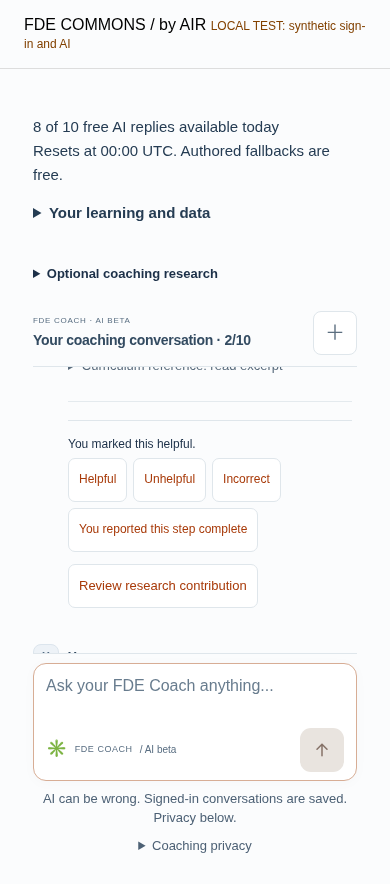 FDE COMMONS / by AIR LOCAL TEST: synthetic sign-
in and AI
8 of 10 free AI replies available today
Resets at 00:00 UTC. Authored fallbacks are
free.
Your learning and data
Optional coaching research
FDE COACH · AI BETA
Your coaching conversation · 2/10
Curriculum reference: read excerpt
You marked this helpful.
Helpful Unhelpful Incorrect
You reported this step complete
Review research contribution
Ask your FDE Coach anything...
FDE COACH / AI beta
AI can be wrong. Signed-in conversations are saved.
Privacy below.
Coaching privacy